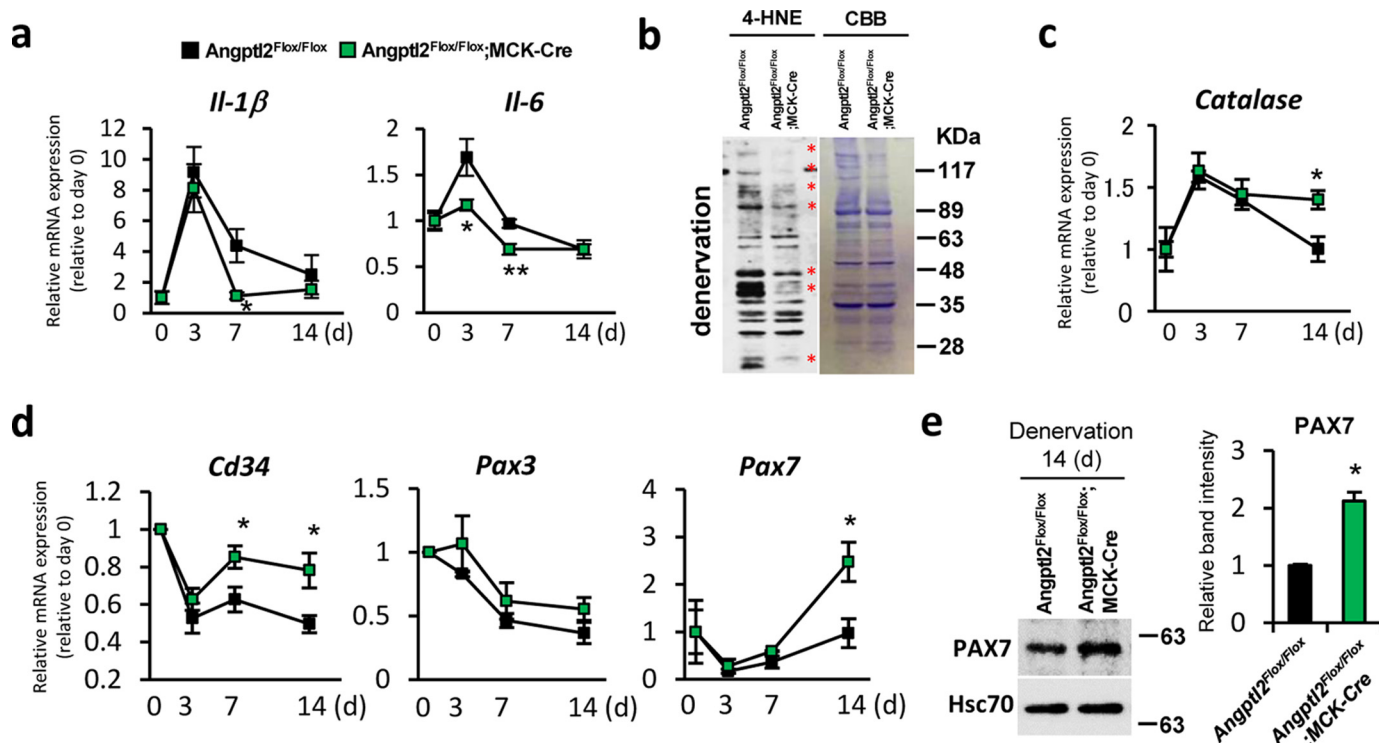 a
Angptl2Flox/Flox Angptl2Flox/Flox;MCK-Cre
Il-1β
Relative mRNA expression
(relative to day 0)
12
10
8
6
4
2
0
0 3 7 14 (d)
*
Il-6
2
1.5
1
0.5
0
0 3 7 14 (d)
*
**
b
4-HNE CBB
Angptl2Flox/Flox
Angptl2Flox/Flox
;MCK-Cre
Angptl2Flox/Flox
Angptl2Flox/Flox
;MCK-Cre
denervation
*
*
*
*
*
*
*
KDa
117
89
63
48
35
28
c
Catalase
Relative mRNA expression
(relative to day 0)
2
1.5
1
0.5
0 3 7 14 (d)
*
d
Cd34
Relative mRNA expression
(relative to day 0)
1.2
1
0.8
0.6
0.4
0.2
0 3 7 14 (d)
* *
Pax3
1.5
1
0.5
0
0 3 7 14 (d)
Pax7
4
3
2
1
0
0 3 7 14 (d)
*
e
Denervation
14 (d)
Angptl2Flox/Flox
Angptl2Flox/Flox;
MCK-Cre
PAX7
63
Hsc70
63
PAX7
Relative band intensity
3
2
1
0
*
Angptl2Flox/Flox
Angptl2Flox/Flox
;MCK-Cre